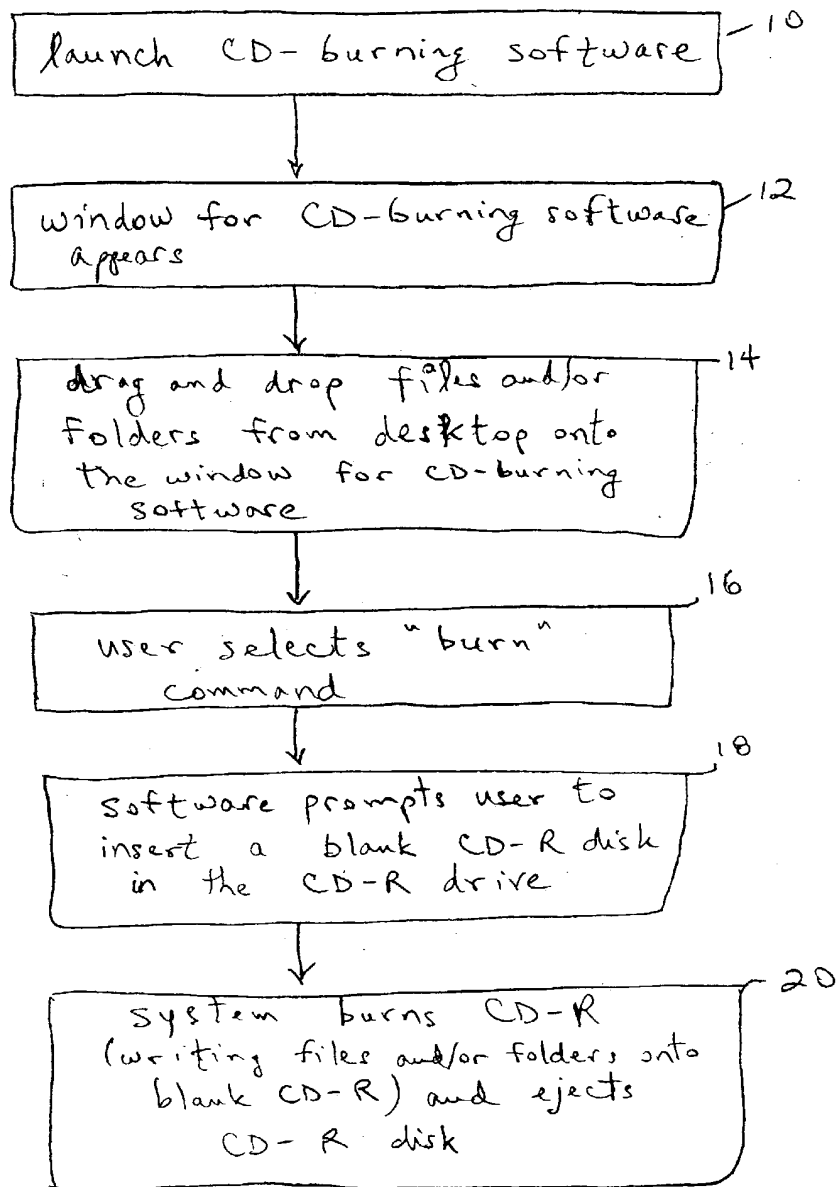 10
launch CD-burning software
12
window for CD-burning software
appears
14
drag and drop files and/or
folders from desktop onto
the window for CD-burning
software
16
user selects "burn"
command
18
software prompts user to
insert a blank CD-R disk
in the CD-R drive
20
system burns CD-R
(writing files and/or folders onto
blank CD-R) and ejects
CD-R disk